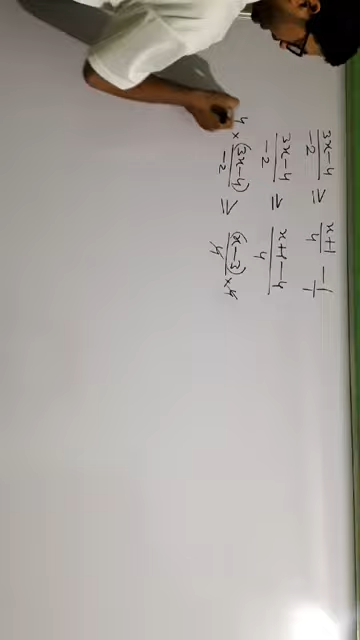 3x-4/-2 ≥ x+1/4 - 1/1
3x-4/-2 ≥ x+1-4/4
4 × (3x-4)/-2 ≥ (x-3)/4 × 4